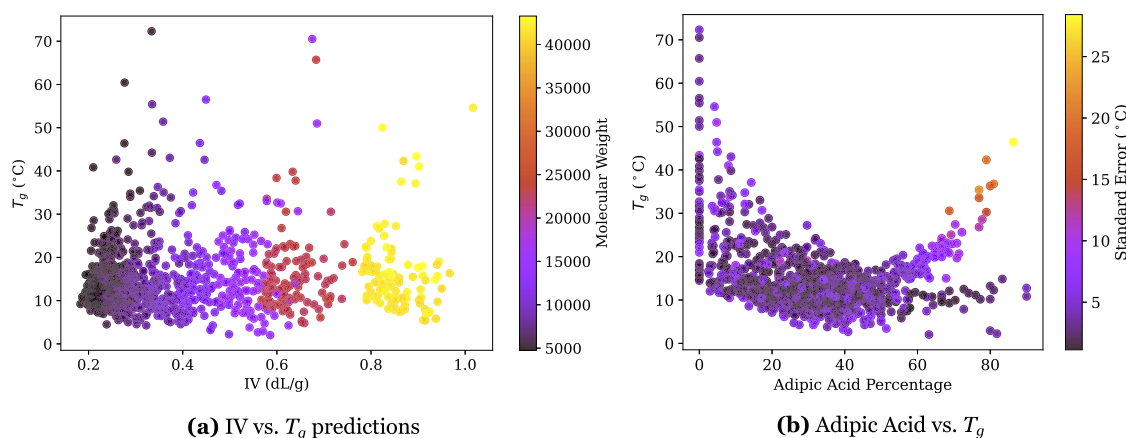 70
60
50
40
30
20
10
0
T_g (°C)
0.2 0.4 0.6 0.8 1.0
IV (dL/g)
40000
35000
30000
25000
20000
15000
10000
5000
Molecular Weight
(a) IV vs. T_g predictions
70
60
50
40
30
20
10
0
T_g (°C)
0 20 40 60 80
Adipic Acid Percentage
25
20
15
10
5
Standard Error (°C)
(b) Adipic Acid vs. T_g